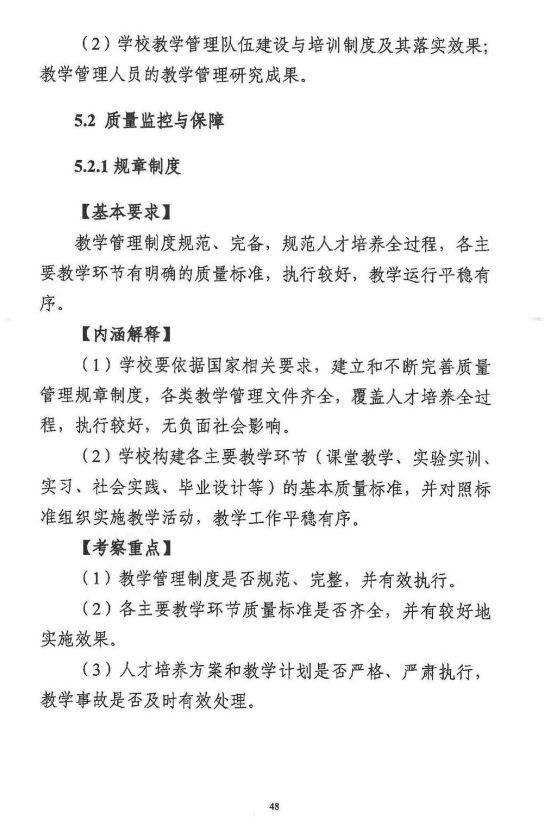 （2）学校教学管理队伍建设与培训制度及其落实效果；
教学管理人员的教学管理研究成果。
5.2 质量监控与保障
5.2.1 规章制度
【基本要求】
教学管理制度规范、完备，规范人才培养全过程，各主
要教学环节有明确的质量标准，执行较好，教学运行平稳有
序。
【内涵解释】
（1）学校要依据国家相关要求，建立和不断完善质量
管理规章制度，各类教学管理文件齐全，覆盖人才培养全过
程，执行较好，无负面社会影响。
（2）学校构建各主要教学环节（课堂教学、实验实训、
实习、社会实践、毕业设计等）的基本质量标准，并对照标
准组织实施教学活动，教学工作平稳有序。
【考察重点】
（1）教学管理制度是否规范、完整，并有效执行。
（2）各主要教学环节质量标准是否齐全，并有较好地
实施效果。
（3）人才培养方案和教学计划是否严格、严肃执行，
教学事故是否及时有效处理。
48